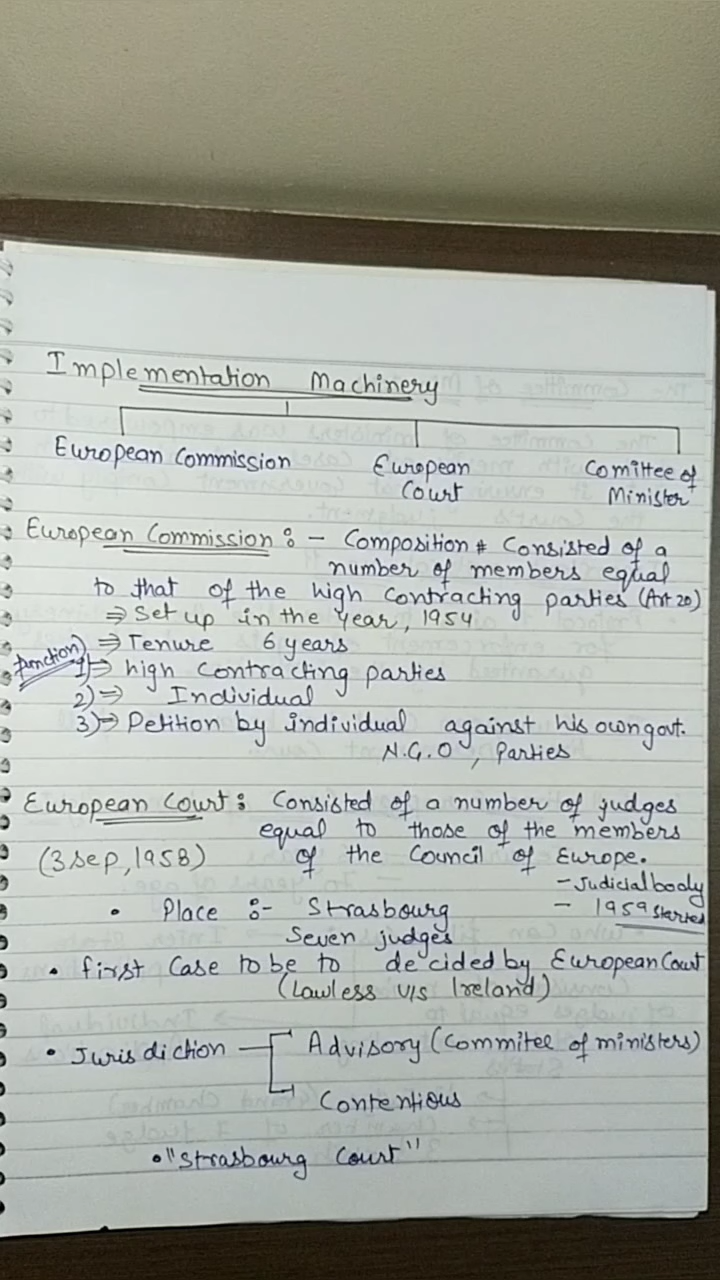 Implementation Machinery
European Commission European Court Comittee of Minister
European Commission :- Composition Consisted of a
number of members equal
to that of the high contracting parties (Art 20)
⇒ Set up in the year, 1954
⇒ Tenure 6 years
function
1)⇒ high contracting parties
2)⇒ Individual
3)⇒ Petition by individual against his own govt.
N.G.O, Parties
European Court : Consisted of a number of judges
equal to those of the members
(3 Sep, 1958) of the Council of Europe.
- Judicial body
• Place :- Strasbourg - 1959 started
Seven judges
• first Case to be to decided by European Court
(Lawless v/s Ireland)
• Jurisdiction Advisory (Commitee of ministers)
Contentious
• "Strasbourg Court"